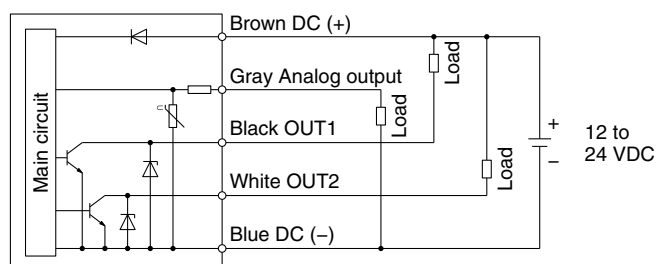 Brown DC (+)
Main circuit
Gray Analog output
Load
Load
Black OUT1
+
12 to
24 VDC
−
White OUT2
Load
Blue DC (−)